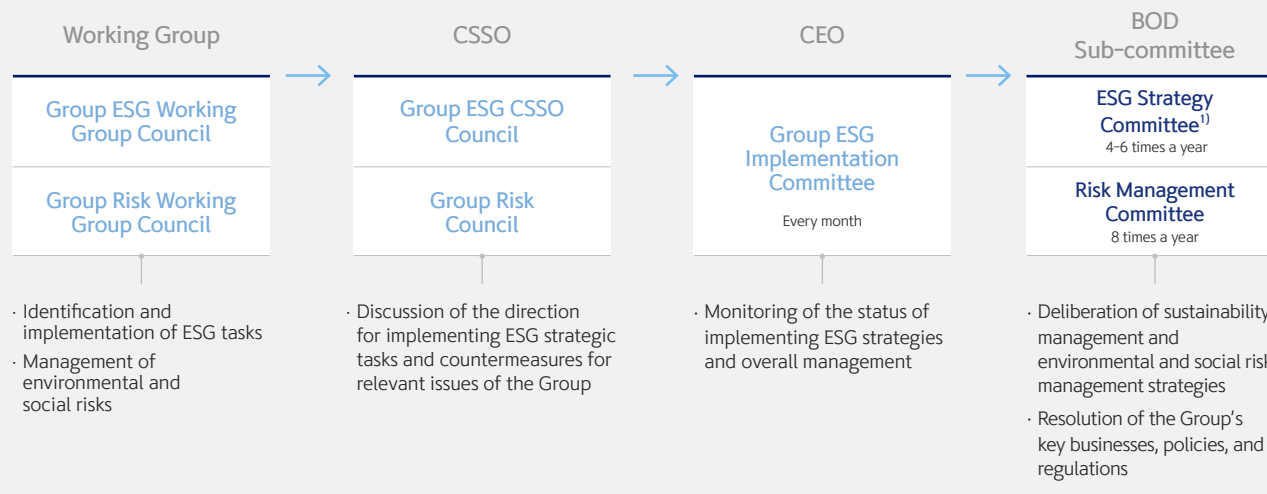 Working Group
Group ESG Working
Group Council
Group Risk Working
Group Council
· Identification and
implementation of ESG tasks
· Management of
environmental and
social risks
CSSO
Group ESG CSSO
Council
Group Risk
Council
· Discussion of the direction
for implementing ESG strategic
tasks and countermeasures for
relevant issues of the Group
CEO
Group ESG
Implementation
Committee
Every month
· Monitoring of the status of
implementing ESG strategies
and overall management
BOD
Sub-committee
ESG Strategy
Committee¹⁾
4-6 times a year
Risk Management
Committee
8 times a year
· Deliberation of sustainability
management and
environmental and social risk
management strategies
· Resolution of the Group's
key businesses, policies, and
regulations